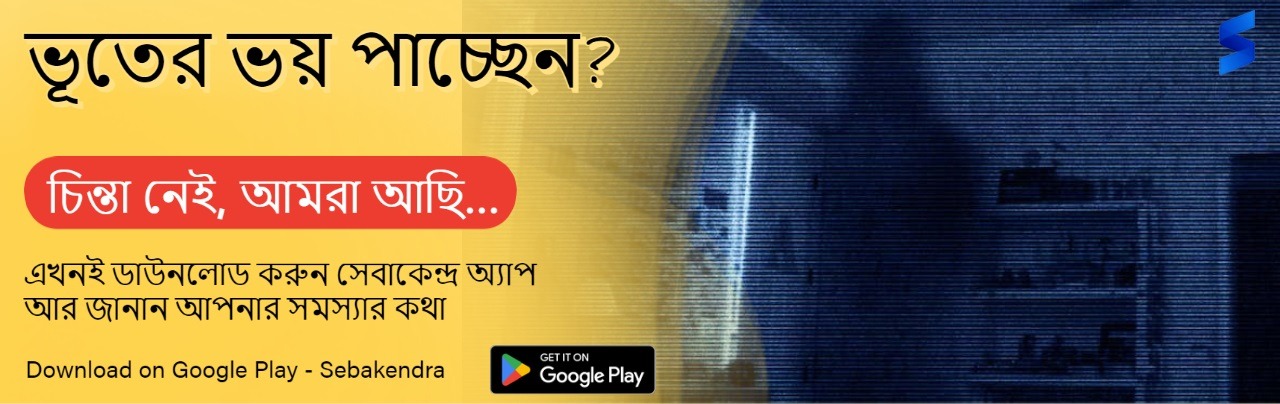 ভূতের ভয় পাচ্ছেন?
চিন্তা নেই, আমরা আছি...
এখনই ডাউনলোড করুন সেবাকেন্দ্র অ্যাপ
আর জানান আপনার সমস্যার কথা
Download on Google Play - Sebakendra
GET IT ON
Google Play